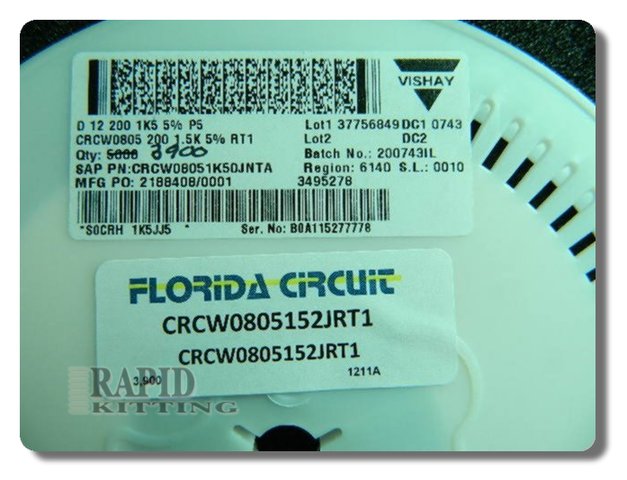 VISHAY
D 12 200 1K5 5% P5
CRCW0805 200 1.5K 5% RT1
Qty: 5000 3900
SAP PN:CRCW08051K50JNTA
MFG PO: 2188408/0001
Lot1 37756849 DC1 0743
Lot2 DC2
Batch No.: 200743IL
Region: 6140 S.L.: 0010
3495278
*S0CRH 1K5JJ5 * Ser. No: B0A115277778
FLORIDA CIRCUIT
CRCW0805152JRT1
CRCW0805152JRT1
3,900 1211A
RAPID
KITTING